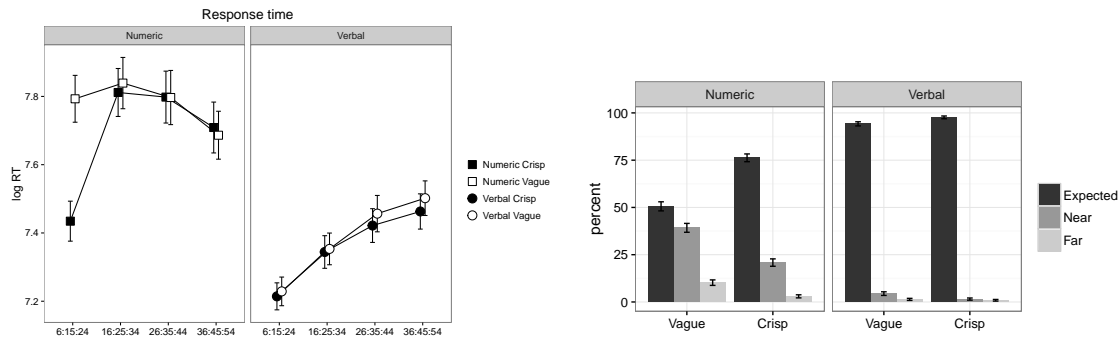 Response time
Numeric Verbal
7.8
7.6
7.4
7.2
log RT
6:15:24 16:25:34 26:35:44 36:45:54 6:15:24 16:25:34 26:35:44 36:45:54
Numeric Crisp
Numeric Vague
Verbal Crisp
Verbal Vague
Numeric Verbal
100
75
50
25
0
percent
Vague Crisp Vague Crisp
Expected
Near
Far